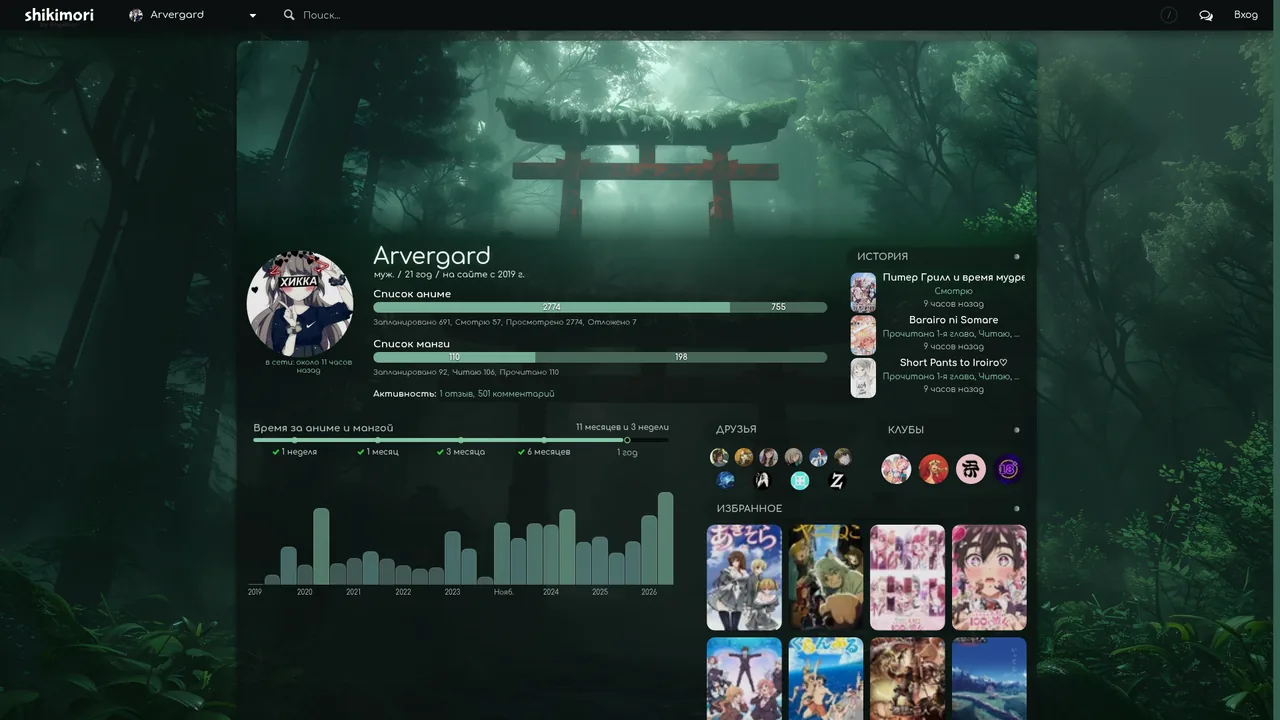 shikimori
Arvergard
Поиск...
/
Вход
ХИККА
в сети: около 11 часов
назад
Arvergard
муж. / 21 год / на сайте с 2019 г.
Список аниме
2774
755
Запланировано 691, Смотрю 57, Просмотрено 2774, Отложено 7
Список манги
110
198
Запланировано 92, Читаю 106, Прочитано 110
Активность: 1 отзыв, 501 комментарий
ИСТОРИЯ
Питер Грилл и время мудре
Смотрю
9 часов назад
Barairo ni Somare
Прочитана 1-я глава, Читаю, ...
9 часов назад
Short Pants to Iroiro♡
Прочитана 1-я глава, Читаю, ...
9 часов назад
Время за аниме и мангой
11 месяцев и 3 недели
1 неделя
1 месяц
3 месяца
6 месяцев
1 год
2019
2020
2021
2022
2023
Нояб.
2024
2025
2026
ДРУЗЬЯ
Z
КЛУБЫ
18
ИЗБРАННОЕ
あきそら